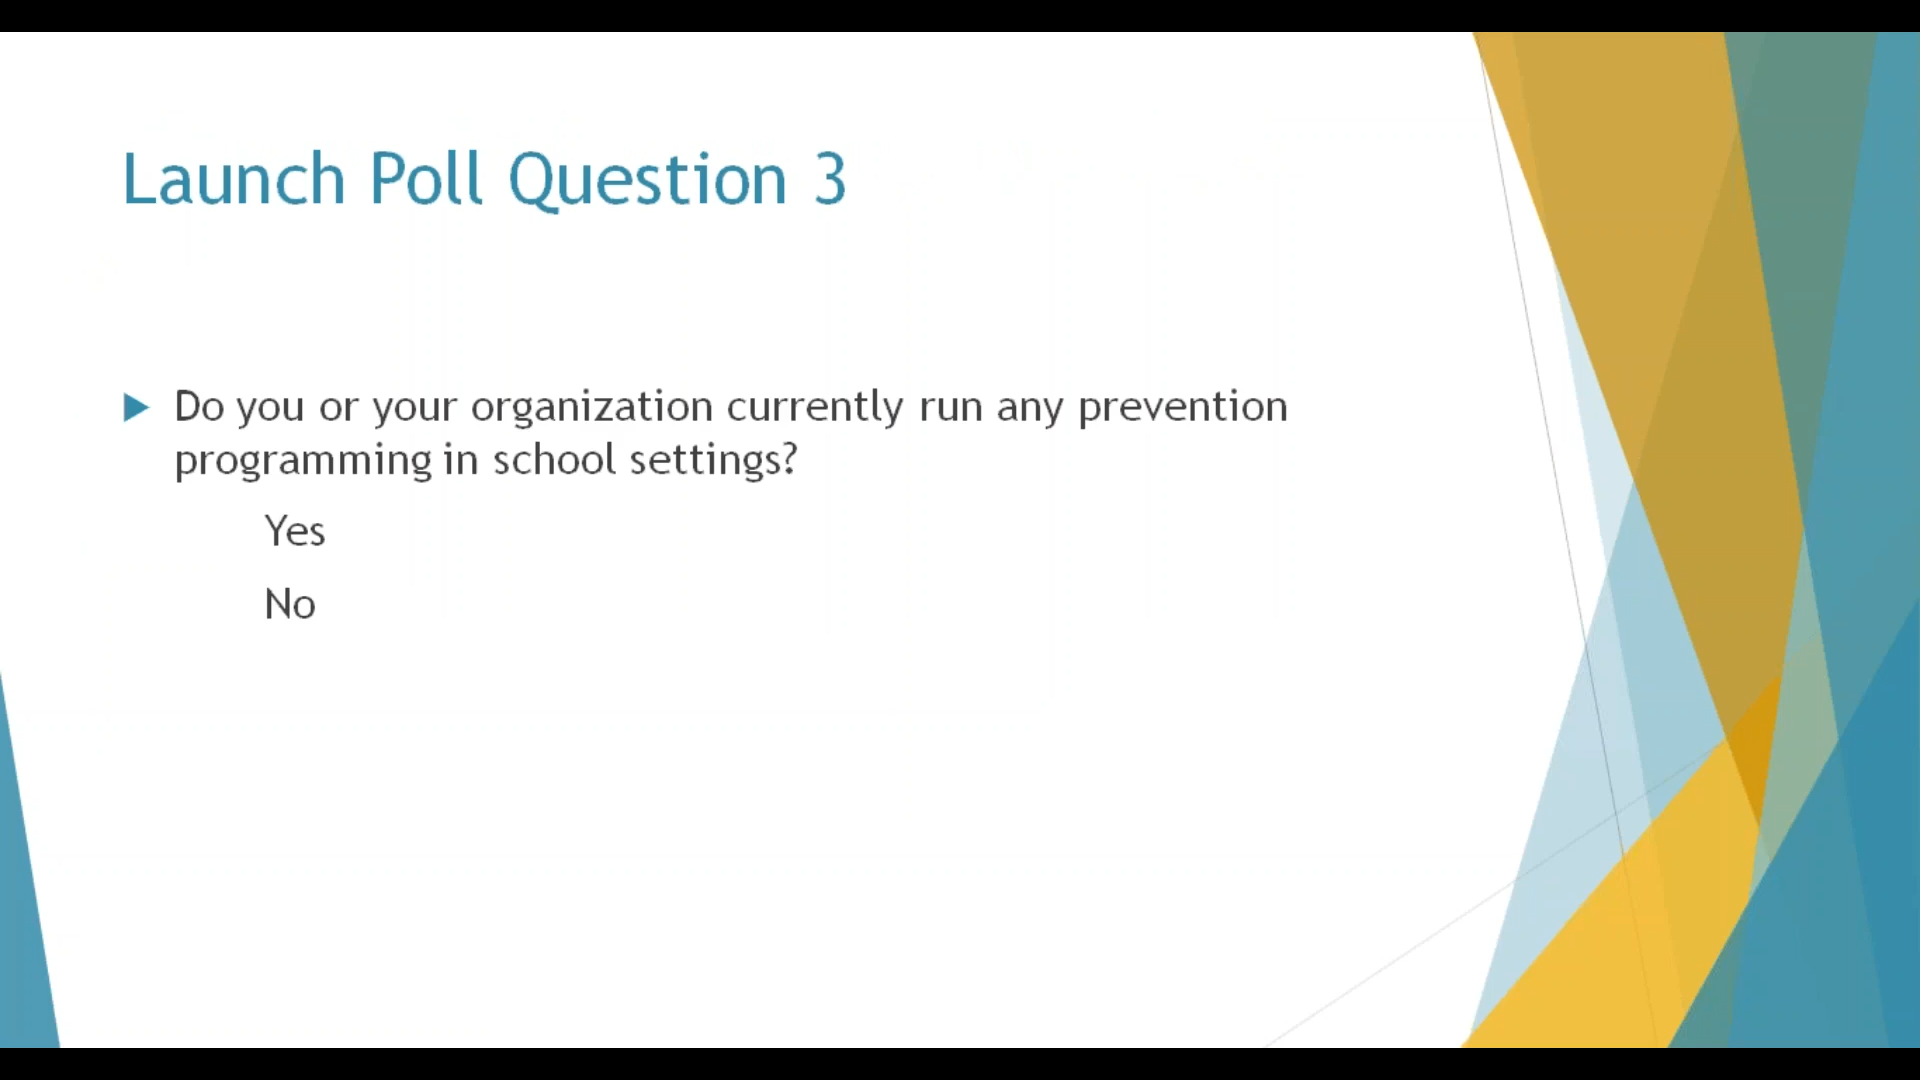 Launch Poll Question 3
Do you or your organization currently run any prevention
programming in school settings?
Yes
No